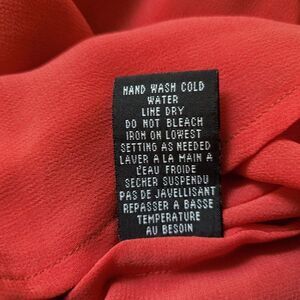 HAND WASH COLD
WATER
LINE DRY
DO NOT BLEACH
IRON ON LOWEST
SETTING AS NEEDED
LAVER A LA MAIN A
L'EAU FROIDE
SECHER SUSPENDU
PAS DE JAVELLISANT
REPASSER A BASSE
TEMPERATURE
AU BESOIN